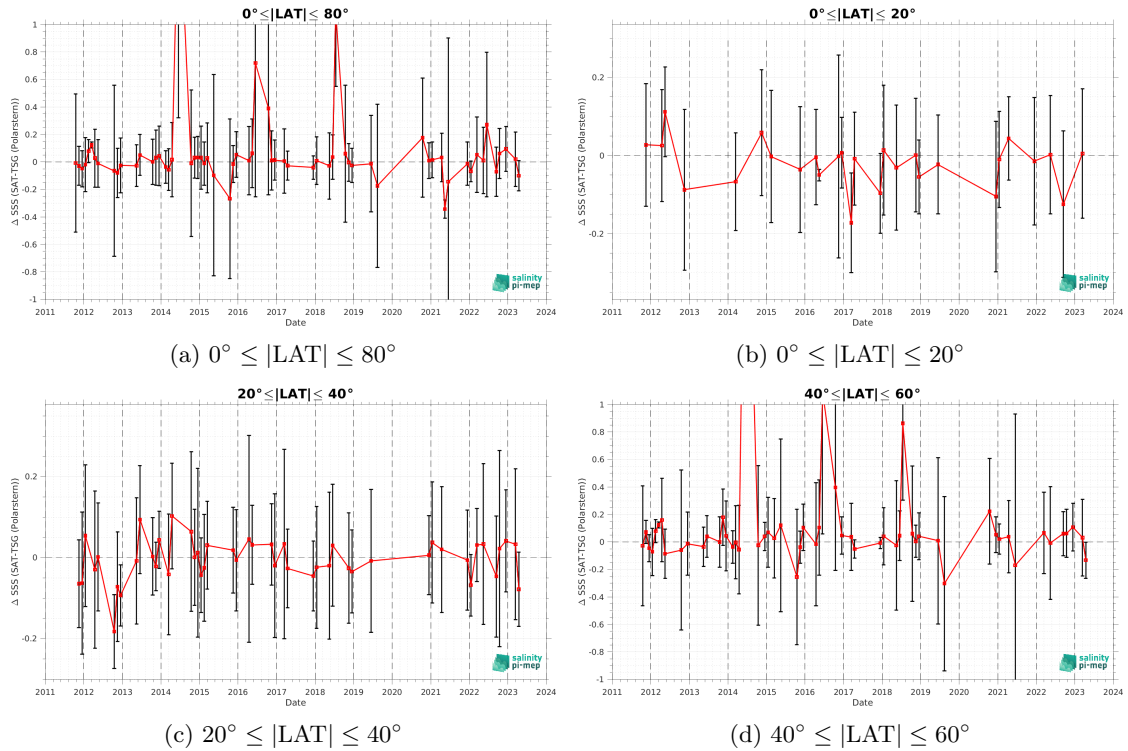 0°≤|LAT|≤ 80°
Δ SSS (SAT-TSG (Polarstern))
1
0.8
0.6
0.4
0.2
0
-0.2
-0.4
-0.6
-0.8
-1
2011 2012 2013 2014 2015 2016 2017 2018 2019 2020 2021 2022 2023 2024
Date
salinity
pi-mep
(a) 0° ≤ |LAT| ≤ 80°
0°≤|LAT|≤ 20°
Δ SSS (SAT-TSG (Polarstern))
0.2
0
-0.2
2011 2012 2013 2014 2015 2016 2017 2018 2019 2020 2021 2022 2023 2024
Date
salinity
pi-mep
(b) 0° ≤ |LAT| ≤ 20°
20°≤|LAT|≤ 40°
Δ SSS (SAT-TSG (Polarstern))
0.2
0
-0.2
2011 2012 2013 2014 2015 2016 2017 2018 2019 2020 2021 2022 2023 2024
Date
salinity
pi-mep
(c) 20° ≤ |LAT| ≤ 40°
40°≤|LAT|≤ 60°
Δ SSS (SAT-TSG (Polarstern))
1
0.8
0.6
0.4
0.2
0
-0.2
-0.4
-0.6
-0.8
-1
2011 2012 2013 2014 2015 2016 2017 2018 2019 2020 2021 2022 2023 2024
Date
salinity
pi-mep
(d) 40° ≤ |LAT| ≤ 60°